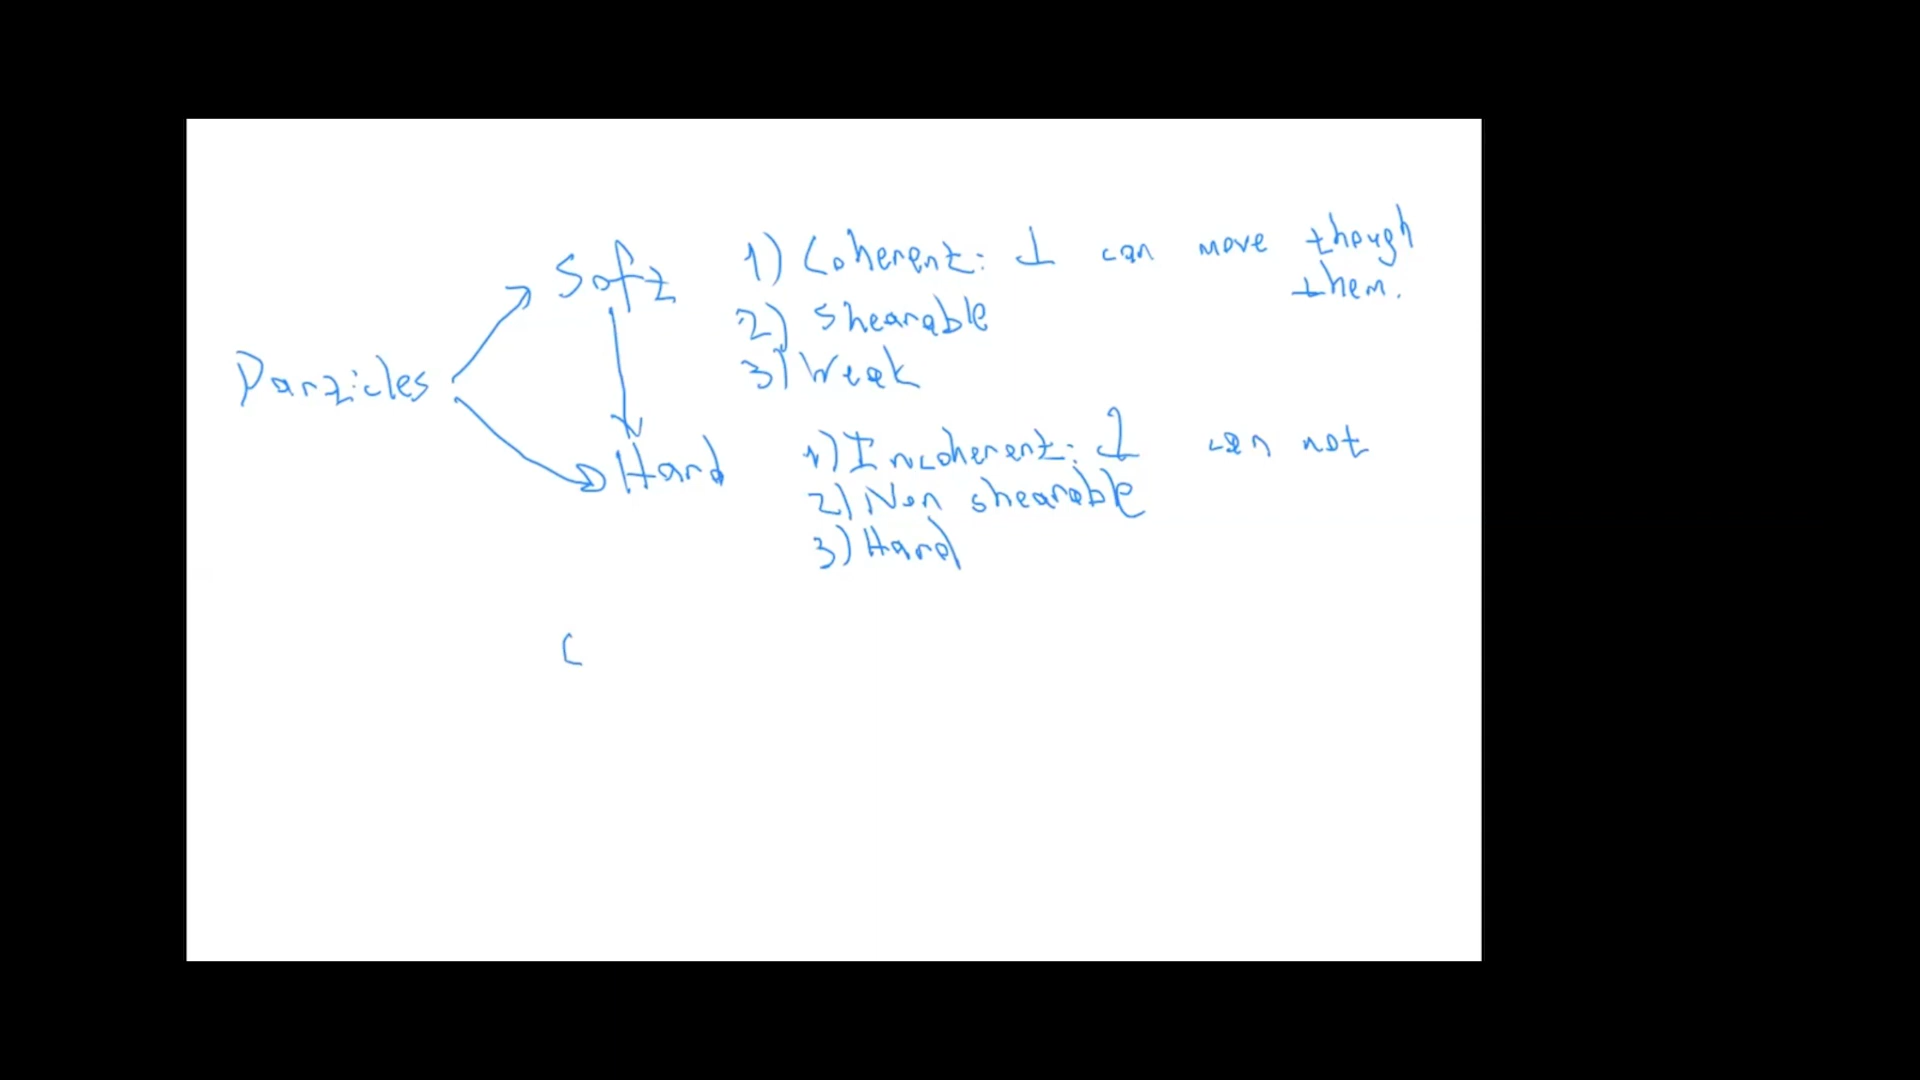 Soft 1) Coherent: ⊥ can move though
them.
2) Shearable
Particles
3) Weak
Hard 1) Incoherent: ⊥ can not
2) Non shearable
3) Hard